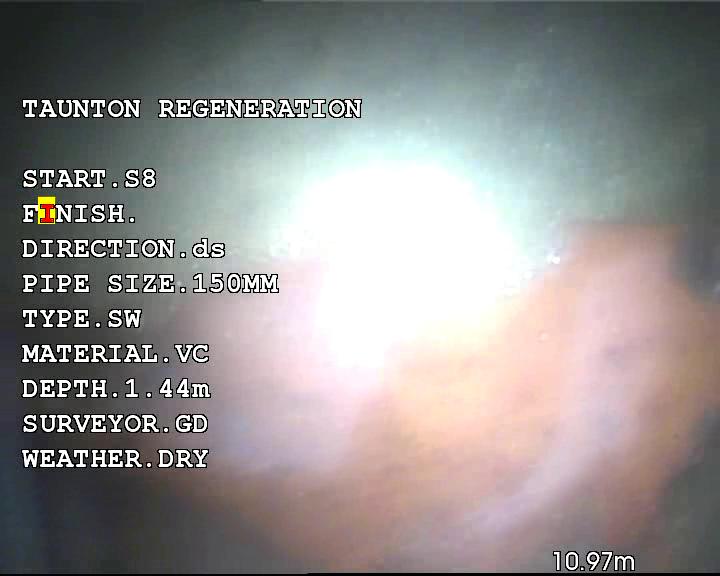 TAUNTON REGENERATION
START.S8
FINISH.
DIRECTION.ds
PIPE SIZE.150MM
TYPE.SW
MATERIAL.VC
DEPTH.1.44m
SURVEYOR.GD
WEATHER.DRY
10.97m